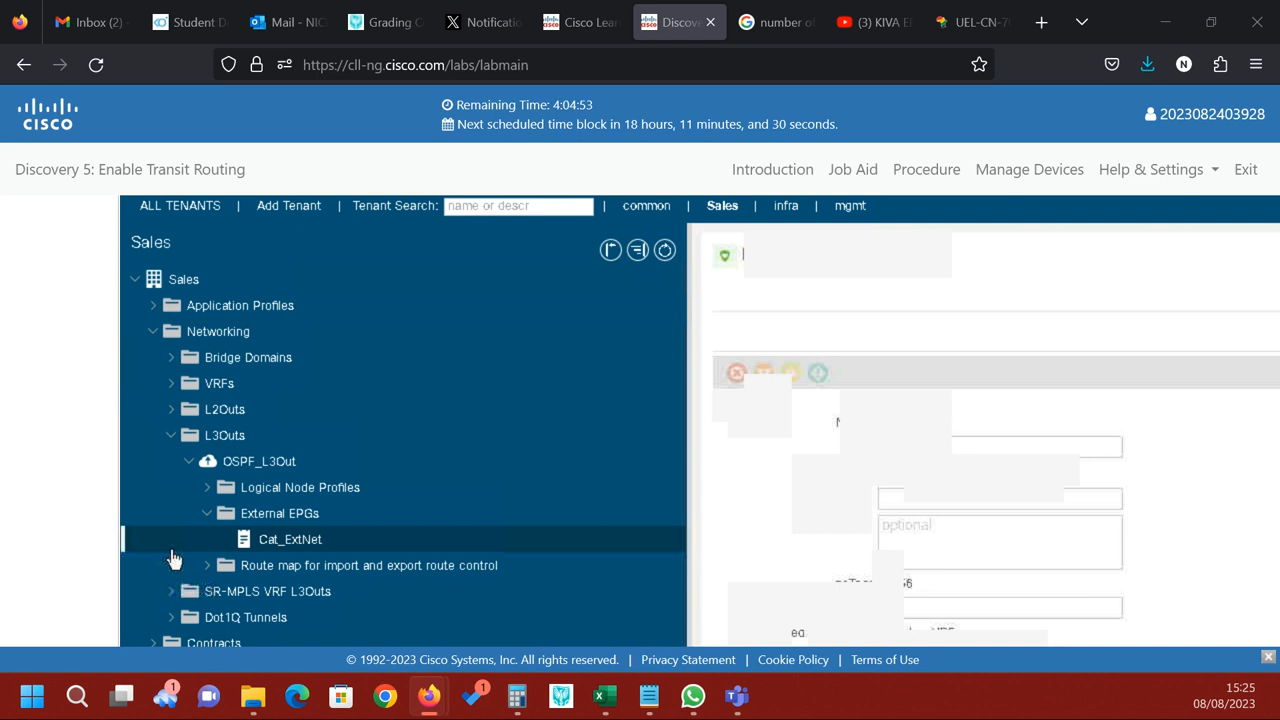 Inbox (2)
Student D
Mail - NIC
Grading C
Notificatio
Cisco Lear
Discov
number o
(3) KIVA E
UEL-CN-7
https://cll-ng.cisco.com/labs/labmain
N
CISCO
Remaining Time: 4:04:53
Next scheduled time block in 18 hours, 11 minutes, and 30 seconds.
2023082403928
Discovery 5: Enable Transit Routing
Introduction
Job Aid
Procedure
Manage Devices
Help & Settings
Exit
ALL TENANTS | Add Tenant | Tenant Search: name or descr | common | Sales | infra | mgmt
Sales
Sales
Application Profiles
Networking
Bridge Domains
VRFs
L2Outs
L3Outs
OSPF_L3Out
Logical Node Profiles
External EPGs
Cat_ExtNet
Route map for import and export route control
SR-MPLS VRF L3Outs
Dot1Q Tunnels
Contracts
optional
© 1992-2023 Cisco Systems, Inc. All rights reserved. | Privacy Statement | Cookie Policy | Terms of Use
1
1
15:25
08/08/2023